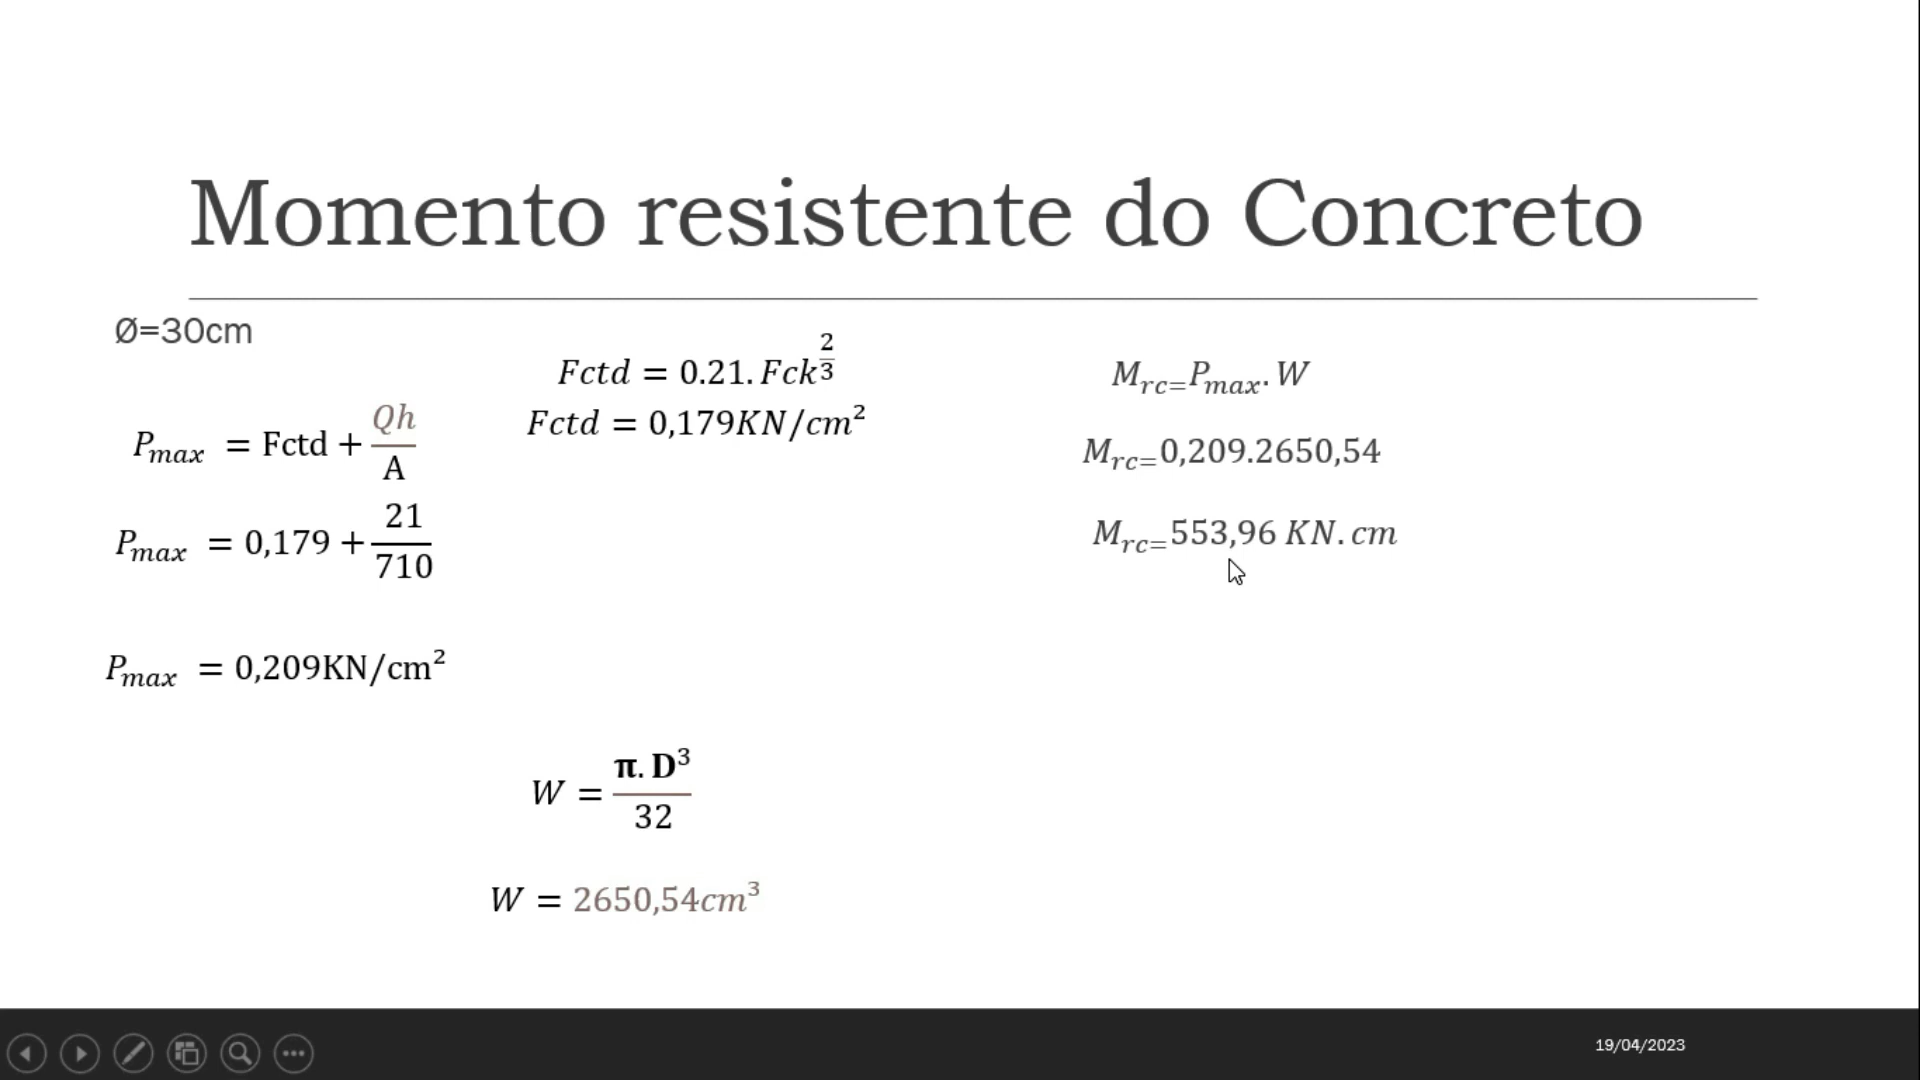 Momento resistente do Concreto
Ø=30cm
P_max = Fctd + Qh/A
P_max = 0,179 + 21/710
P_max = 0,209KN/cm²
Fctd = 0.21. Fck^(2/3)
Fctd = 0,179KN/cm²
W = π. D³/32
W = 2650,54cm³
M_rc=P_max. W
M_rc=0,209.2650,54
M_rc=553,96 KN. cm
19/04/2023